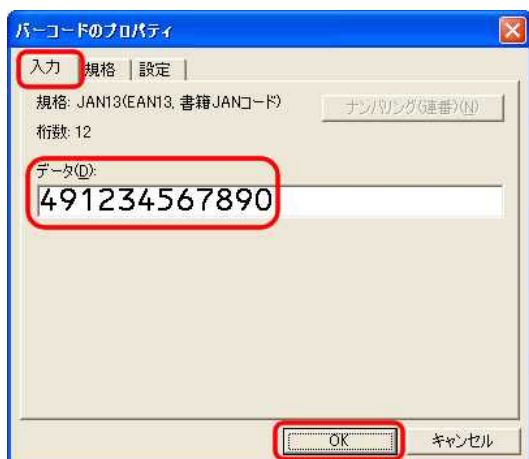 バーコードのプロパティ
入力 規格 設定
規格: JAN13(EAN13, 書籍JANコード)
ナンバリング(連番)(N)
桁数: 12
データ(D):
491234567890
OK キャンセル